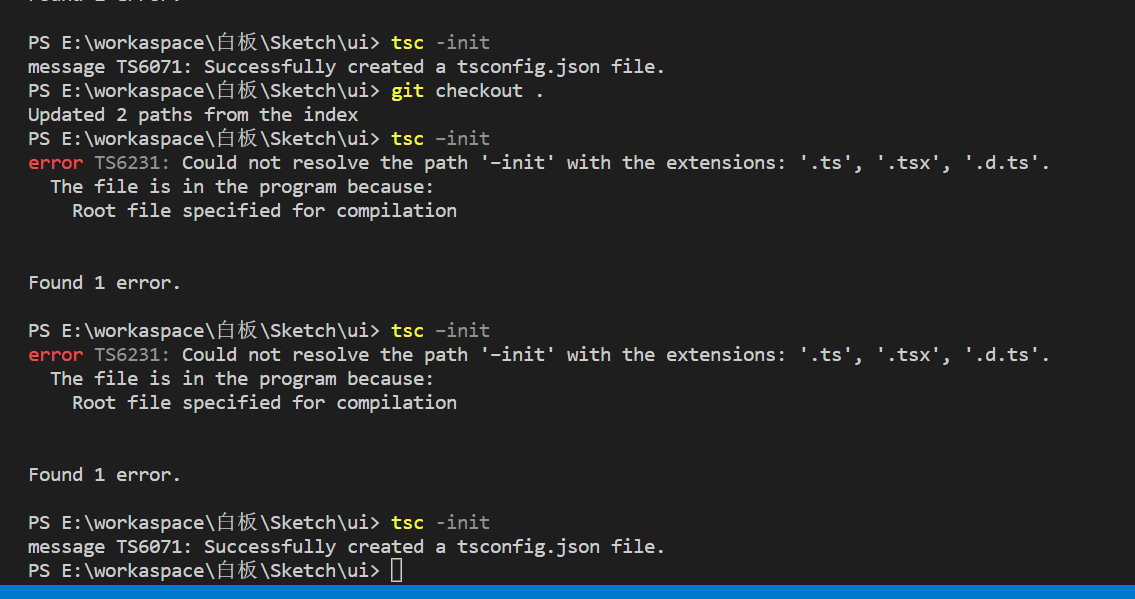 PS E:\workaspace\白板\Sketch\ui> tsc -init
message TS6071: Successfully created a tsconfig.json file.
PS E:\workaspace\白板\Sketch\ui> git checkout .
Updated 2 paths from the index
PS E:\workaspace\白板\Sketch\ui> tsc –init
error TS6231: Could not resolve the path '–init' with the extensions: '.ts', '.tsx', '.d.ts'.
The file is in the program because:
Root file specified for compilation
Found 1 error.
PS E:\workaspace\白板\Sketch\ui> tsc –init
error TS6231: Could not resolve the path '–init' with the extensions: '.ts', '.tsx', '.d.ts'.
The file is in the program because:
Root file specified for compilation
Found 1 error.
PS E:\workaspace\白板\Sketch\ui> tsc -init
message TS6071: Successfully created a tsconfig.json file.
PS E:\workaspace\白板\Sketch\ui>